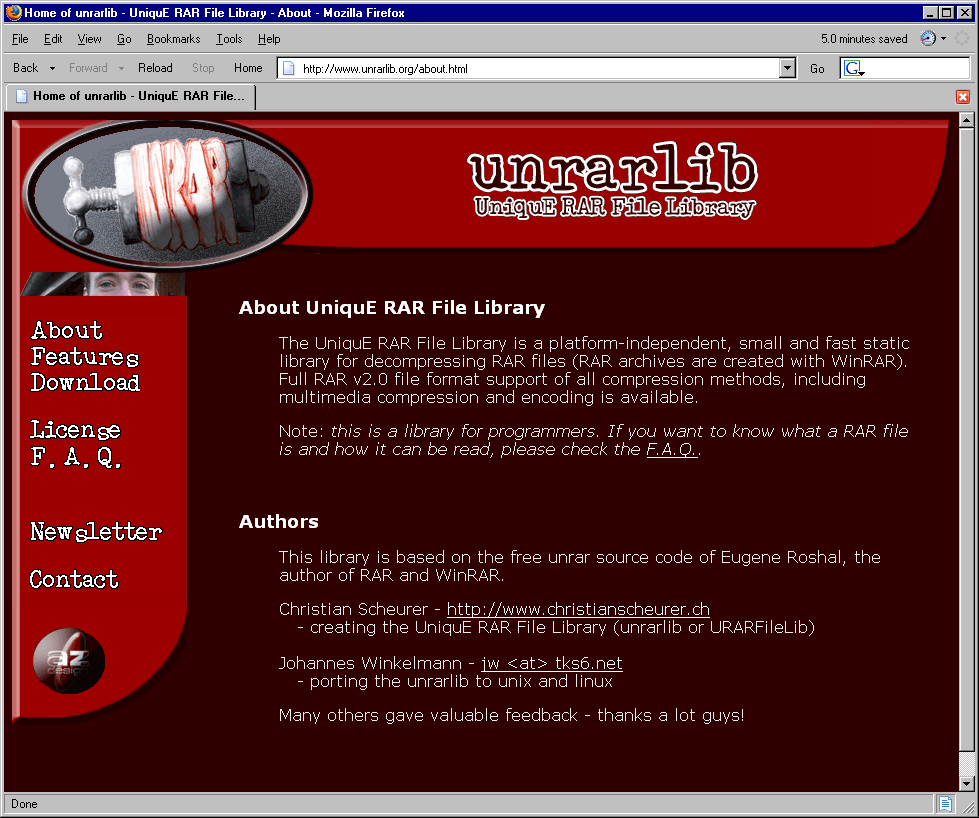 Home of unrarlib - UniquE RAR File Library - About - Mozilla Firefox
File Edit View Go Bookmarks Tools Help 5.0 minutes saved
Back Forward Reload Stop Home http://www.unrarlib.org/about.html Go G
Home of unrarlib - UniquE RAR File...
URAR
unrarlib
UniquE RAR File Library
About
Features
Download
License
F. A. Q.
Newsletter
Contact
az
design
About UniquE RAR File Library
The UniquE RAR File Library is a platform-independent, small and fast static
library for decompressing RAR files (RAR archives are created with WinRAR).
Full RAR v2.0 file format support of all compression methods, including
multimedia compression and encoding is available.
Note: this is a library for programmers. If you want to know what a RAR file
is and how it can be read, please check the F.A.Q..
Authors
This library is based on the free unrar source code of Eugene Roshal, the
author of RAR and WinRAR.
Christian Scheurer - http://www.christianscheurer.ch
- creating the UniquE RAR File Library (unrarlib or URARFileLib)
Johannes Winkelmann - jw <at> tks6.net
- porting the unrarlib to unix and linux
Many others gave valuable feedback - thanks a lot guys!
Done